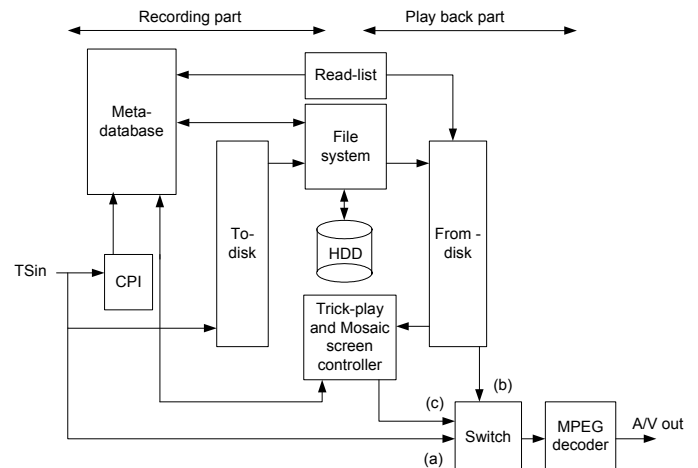 Recording part
Play back part
Read-list
Meta-
database
File
system
To-
disk
From -
disk
HDD
TSin
CPI
Trick-play
and Mosaic
screen
controller
(b)
(c)
(a)
Switch
MPEG
decoder
A/V out